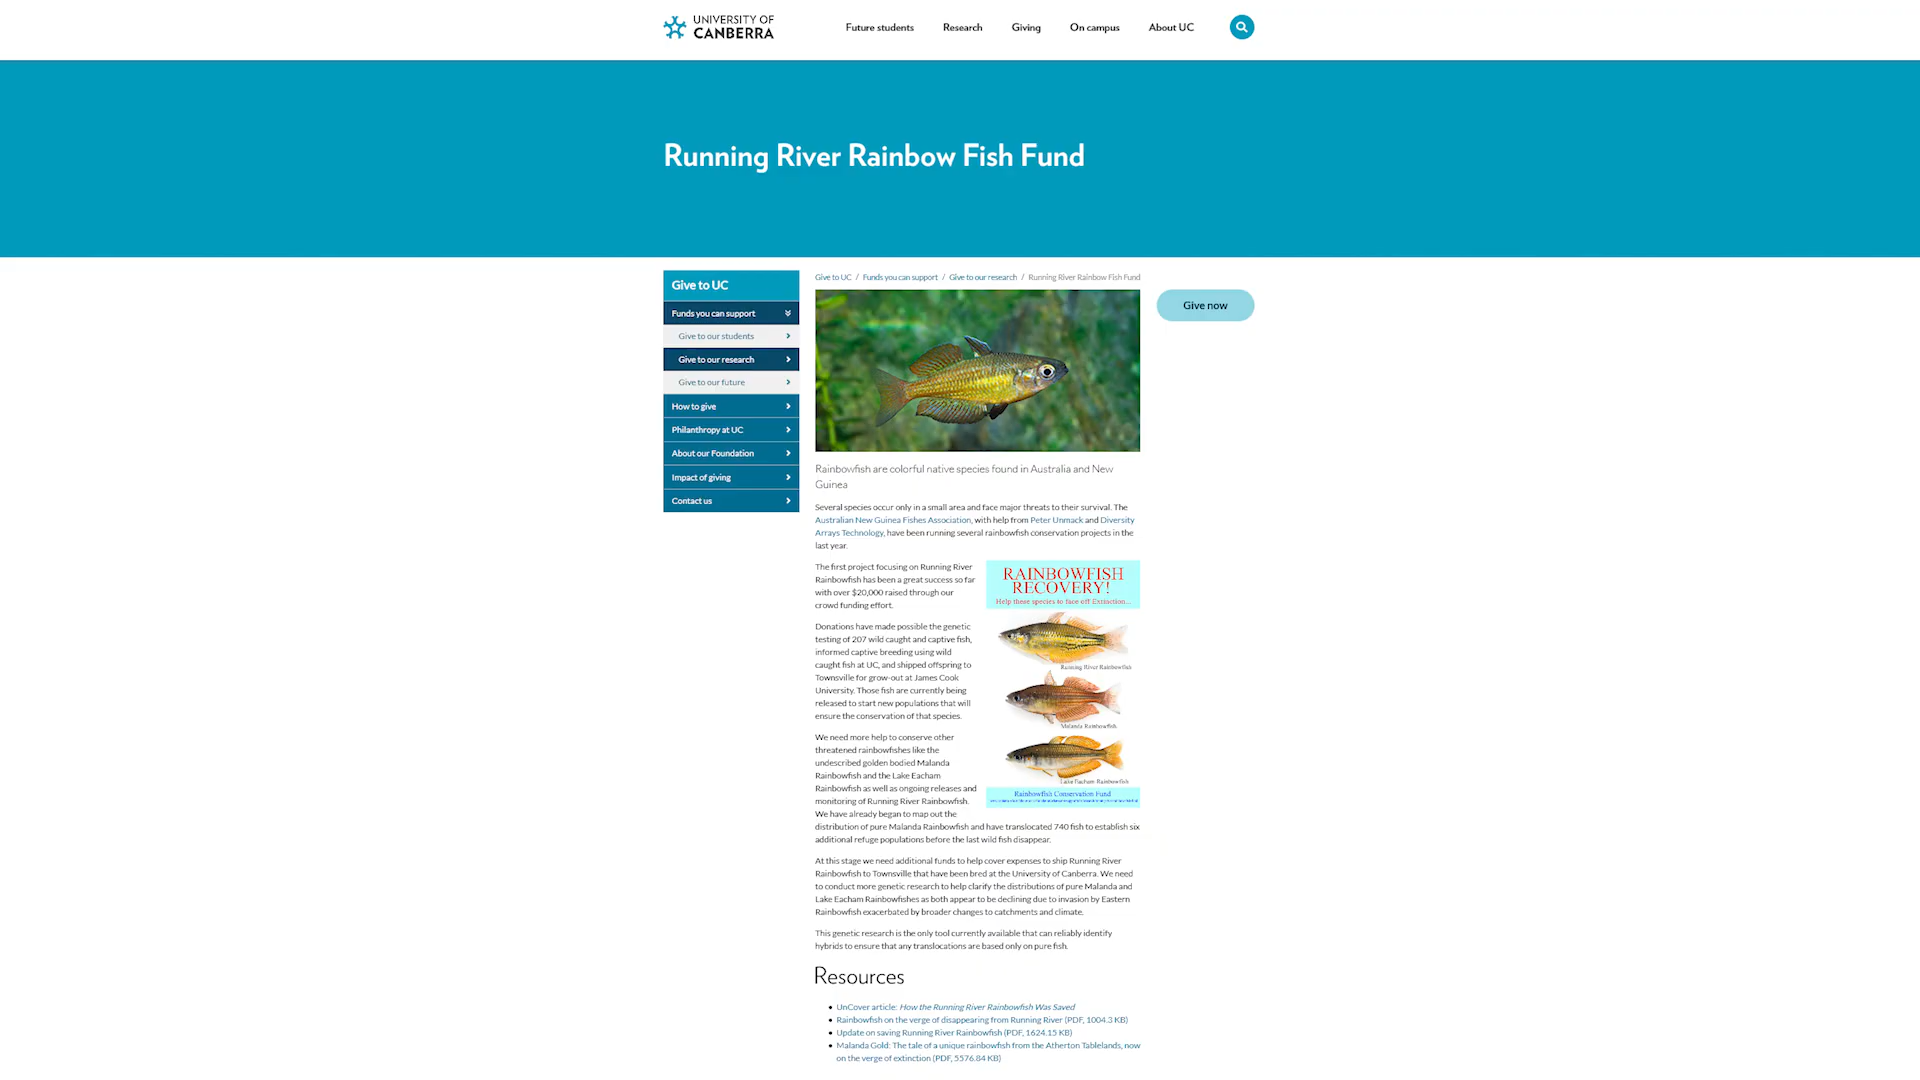 UNIVERSITY OF
CANBERRA
Future students
Research
Giving
On campus
About UC
Running River Rainbow Fish Fund
Give to UC
Funds you can support
Give to our students
Give to our research
Give to our future
How to give
Philanthropy at UC
About our Foundation
Impact of giving
Contact us
Give to UC / Funds you can support / Give to our research / Running River Rainbow Fish Fund
Give now
Rainbowfish are colorful native species found in Australia and New
Guinea
Several species occur only in a small area and face major threats to their survival. The
Australian New Guinea Fishes Association, with help from Peter Unmack and Diversity
Arrays Technology, have been running several rainbowfish conservation projects in the
last year.
The first project focusing on Running River
Rainbowfish has been a great success so far
with over $20,000 raised through our
crowd funding effort.
Donations have made possible the genetic
testing of 207 wild caught and captive fish,
informed captive breeding using wild
caught fish at UC, and shipped offspring to
Townsville for grow-out at James Cook
University. Those fish are currently being
released to start new populations that will
ensure the conservation of that species.
We need more help to conserve other
threatened rainbowfishes like the
undescribed golden bodied Malanda
Rainbowfish and the Lake Eacham
Rainbowfish as well as ongoing releases and
monitoring of Running River Rainbowfish.
We have already began to map out the
distribution of pure Malanda Rainbowfish and have translocated 740 fish to establish six
additional refuge populations before the last wild fish disappear.
RAINBOWFISH
RECOVERY!
Help these species to face off Extinction...
Running River Rainbowfish
Malanda Rainbowfish
Lake Eacham Rainbowfish
Rainbowfish Conservation Fund
At this stage we need additional funds to help cover expenses to ship Running River
Rainbowfish to Townsville that have been bred at the University of Canberra. We need
to conduct more genetic research to help clarify the distributions of pure Malanda and
Lake Eacham Rainbowfishes as both appear to be declining due to invasion by Eastern
Rainbowfish exacerbated by broader changes to catchments and climate.
This genetic research is the only tool currently available that can reliably identify
hybrids to ensure that any translocations are based only on pure fish.
Resources
UnCover article: How the Running River Rainbowfish Was Saved
Rainbowfish on the verge of disappearing from Running River (PDF, 1004.3 KB)
Update on saving Running River Rainbowfish (PDF, 1624.15 KB)
Malanda Gold: The tale of a unique rainbowfish from the Atherton Tablelands, now
on the verge of extinction (PDF, 5576.84 KB)